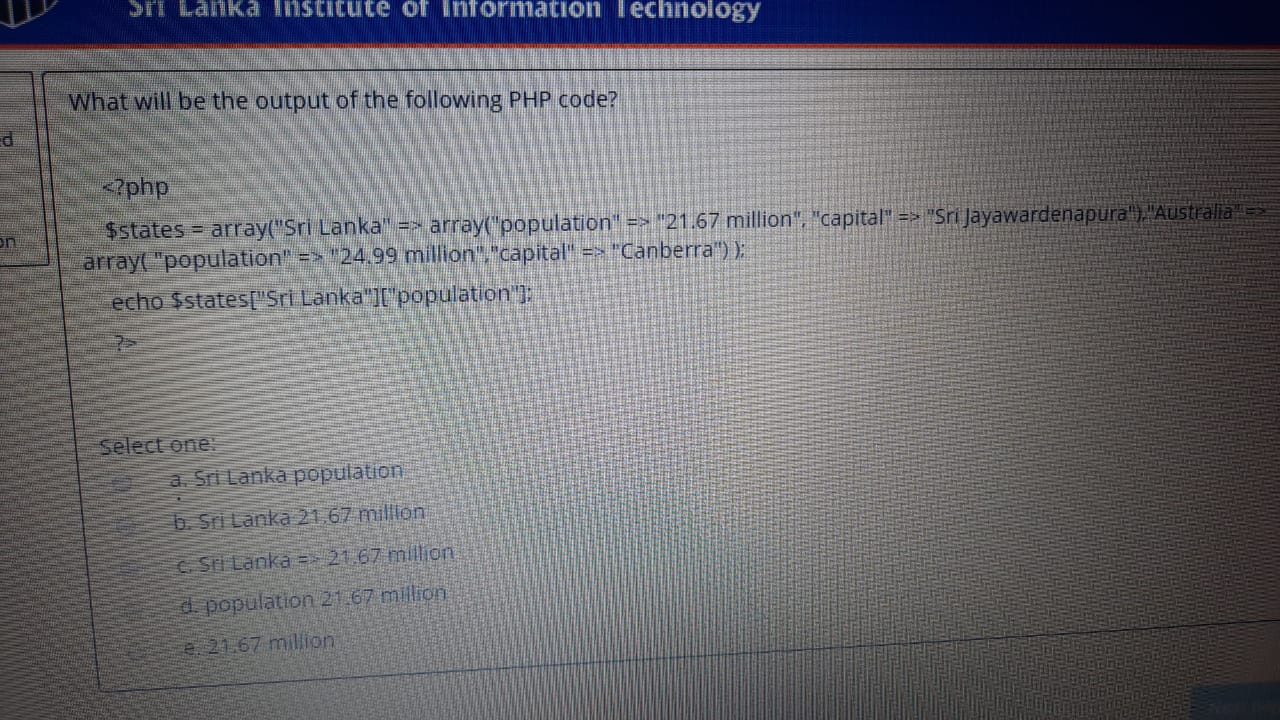 Sri Lanka Institute of Information Technology
What will be the output of the following PHP code?
ed
<?php
on
$states = array("Sri Lanka" => array("population" => "21.67 million", "capital" => "Sri Jayawardenapura"),"Australia" =>
array( "population" => "24.99 million","capital" => "Canberra") );
echo $states["Sri Lanka"]["population"];
?>
Select one:
a. Sri Lanka population
b. Sri Lanka 21.67 million
c. Sri Lanka => 21.67 million
d. population 21.67 million
e. 21.67 million